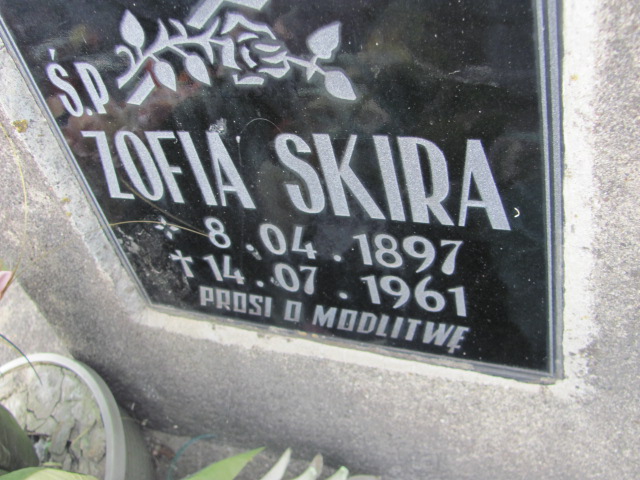 Ś.P
ZOFIA SKIRA
* 8.04.1897
† 14.07.1961
PROSI O MODLITWĘ